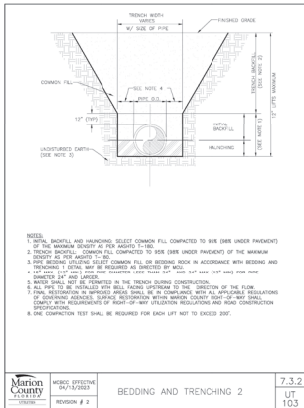 TRENCH WIDTH
VARIES
W/ SIZE OF PIPE
FINISHED GRADE
COMMON FILL
SEE NOTE 4
PIPE O.D.
TRENCH BACKFILL
(SEE NOTE 2)
12" LIFTS MAXIMUM
12" (TYP)
BACKFILL
(SEE NOTE 1)
HAUNCHING
UNDISTURBED EARTH
(SEE NOTE 3)
NOTES:
1. INITIAL BACKFILL AND HAUNCHING: SELECT COMMON FILL COMPACTED TO 95% (98% UNDER PAVEMENT)
OF THE MAXIMUM DENSITY AS PER AASHTO T-180.
2. TRENCH BACKFILL: COMMON FILL COMPACTED TO 95% (98% UNDER PAVEMENT) OF THE MAXIMUM
DENSITY AS PER AASHTO T-180.
3. PIPE BEDDING UTILIZING SELECT COMMON FILL OR BEDDING ROCK IN ACCORDANCE WITH BEDDING AND
TRENCHING 1 DETAIL MAY BE REQUIRED AS DIRECTED BY MCU.
DIAMETER 24" AND LARGER.
5. WATER SHALL NOT BE PERMITTED IN THE TRENCH DURING CONSTRUCTION.
6. ALL PIPE TO BE INSTALLED WITH BELL FACING UPSTREAM TO THE DIRECTION OF THE FLOW.
7. FINAL RESTORATION IN IMPROVED AREAS SHALL BE IN COMPLIANCE WITH ALL APPLICABLE REGULATIONS
OF GOVERNING AGENCIES. SURFACE RESTORATION WITHIN MARION COUNTY RIGHT-OF-WAY SHALL
COMPLY WITH REQUIREMENTS OF RIGHT-OF-WAY UTILIZATION REGULATIONS AND ROAD CONSTRUCTION
SPECIFICATIONS.
8. ONE COMPACTION TEST SHALL BE REQUIRED FOR EACH LIFT NOT TO EXCEED 200'.
Marion
County
FLORIDA
UTILITIES
MCBCC EFFECTIVE
04/13/2023
REVISION # 2
BEDDING AND TRENCHING 2
7.3.2
UT
103